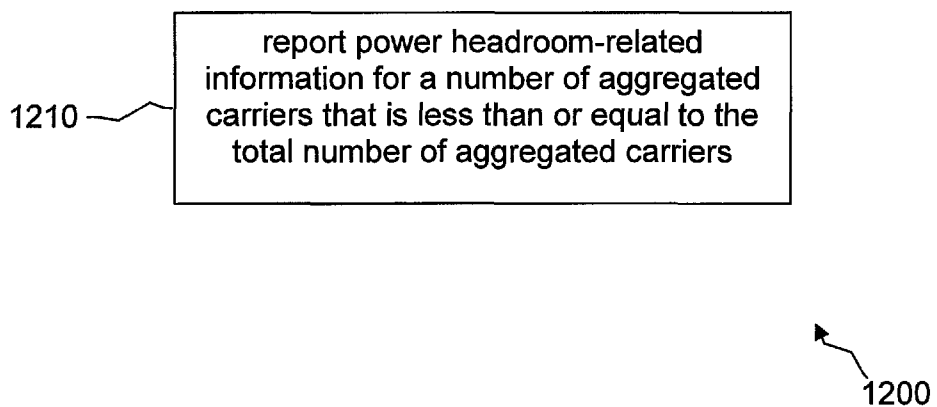 report power headroom-related
information for a number of aggregated
carriers that is less than or equal to the
total number of aggregated carriers
1210
1200